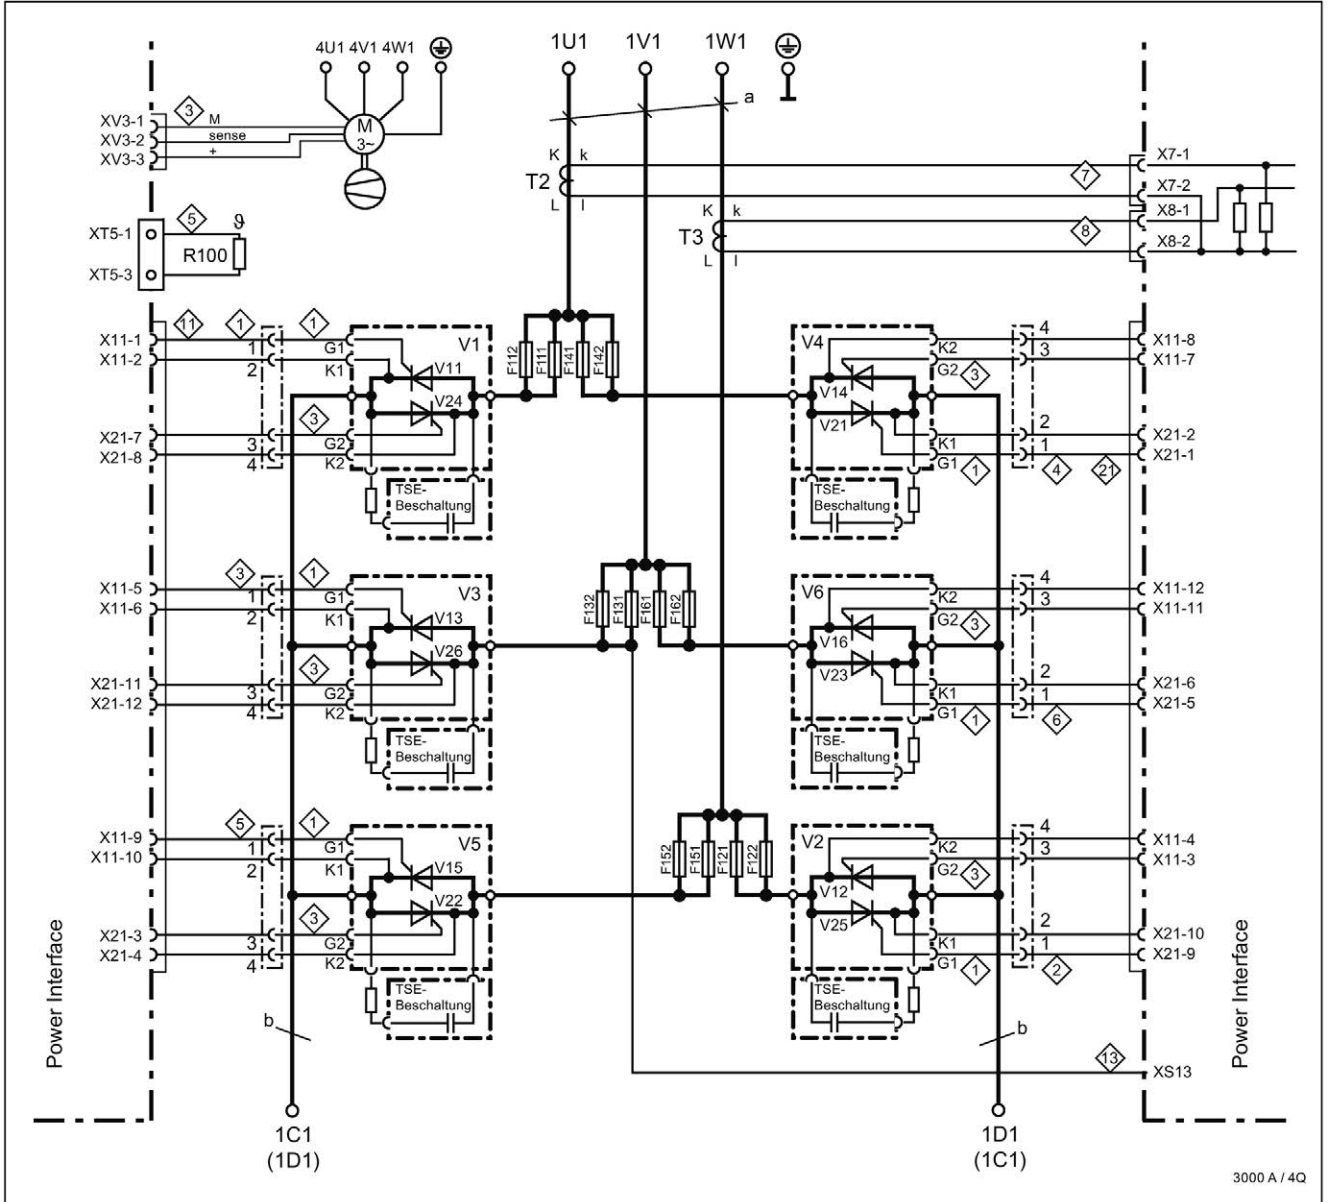 4U1 4V1 4W1
1U1 1V1 1W1
a
XV3-1 3 M
XV3-2 sense
XV3-3 +
M
3~
K k
T2
L l
7
X7-1
X7-2
K k
T3
L l
8
X8-1
X8-2
5 ϑ
XT5-1
R100
XT5-3
11 1 1
X11-1 1 G1
X11-2 2 K1
V1
V11
V24
3
X21-7 3 G2
X21-8 4 K2
TSE-
Beschaltung
F112 F111 F141 F142
V4
V14
V21
K2 4 X11-8
G2 3 X11-7
3
K1 2 X21-2
G1 1 X21-1
1 4 21
TSE-
Beschaltung
3 1
X11-5 1 G1
X11-6 2 K1
V3
V13
V26
3
X21-11 3 G2
X21-12 4 K2
TSE-
Beschaltung
F132 F131 F161 F162
V6
V16
V23
K2 4 X11-12
G2 3 X11-11
3
K1 2 X21-6
G1 1 X21-5
1 6
TSE-
Beschaltung
5 1
X11-9 1 G1
X11-10 2 K1
V5
V15
V22
3
X21-3 3 G2
X21-4 4 K2
TSE-
Beschaltung
F152 F151 F121 F122
V2
V12
V25
K2 4 X11-4
G2 3 X11-3
3
K1 2 X21-10
G1 1 X21-9
1 2
TSE-
Beschaltung
Power Interface
Power Interface
b
b
13
XS13
1C1
(1D1)
1D1
(1C1)
3000 A / 4Q